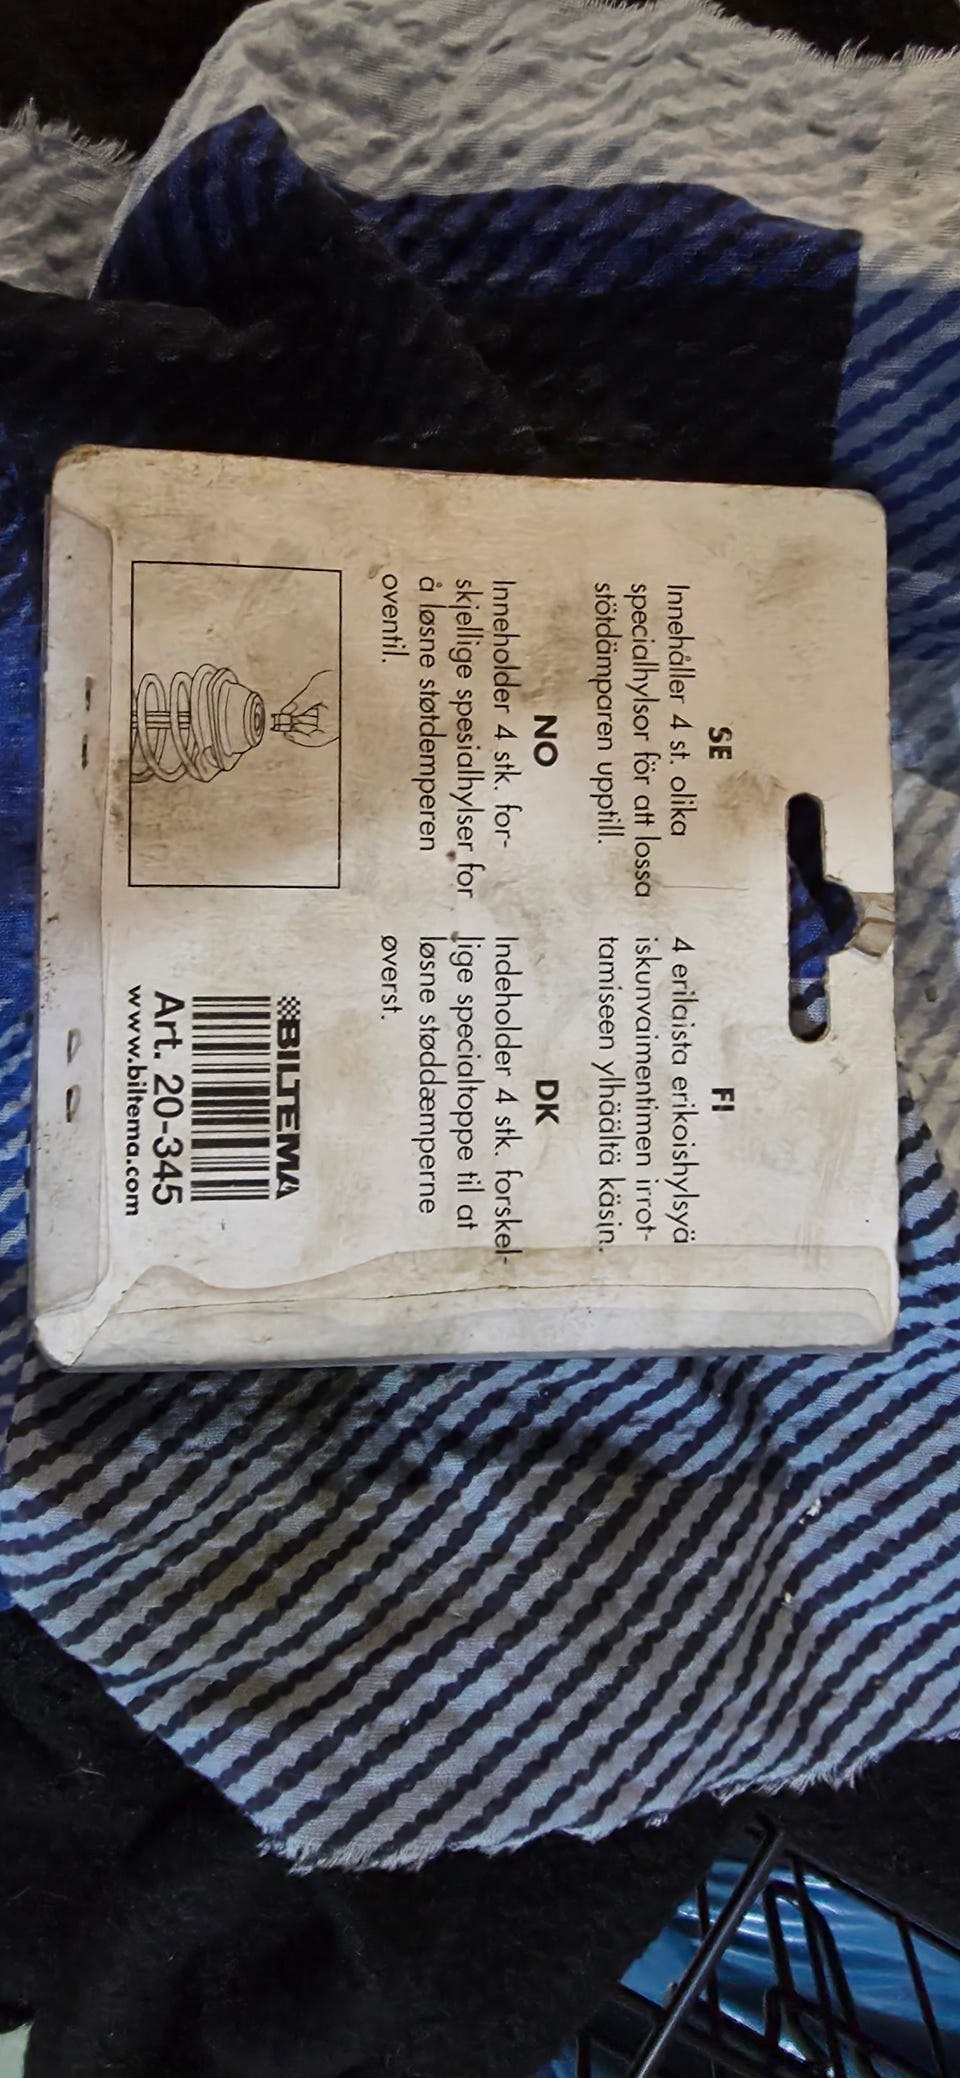 SE
Innehåller 4 st. olika
specialhylsor för att lossa
stötdämparen upptill.
FI
4 erilaista erikoishylsyä
iskunvaimentimen irrot-
tamiseen ylhäältä käsin.
NO
Inneholder 4 stk. for-
skjellige spesialhylser for
å løsne støtdemperen
oventil.
DK
Indeholder 4 stk. forskel-
lige specialtoppe til at
løsne støddæmperne
øverst.
BILTEMA
Art. 20-345
www.biltema.com